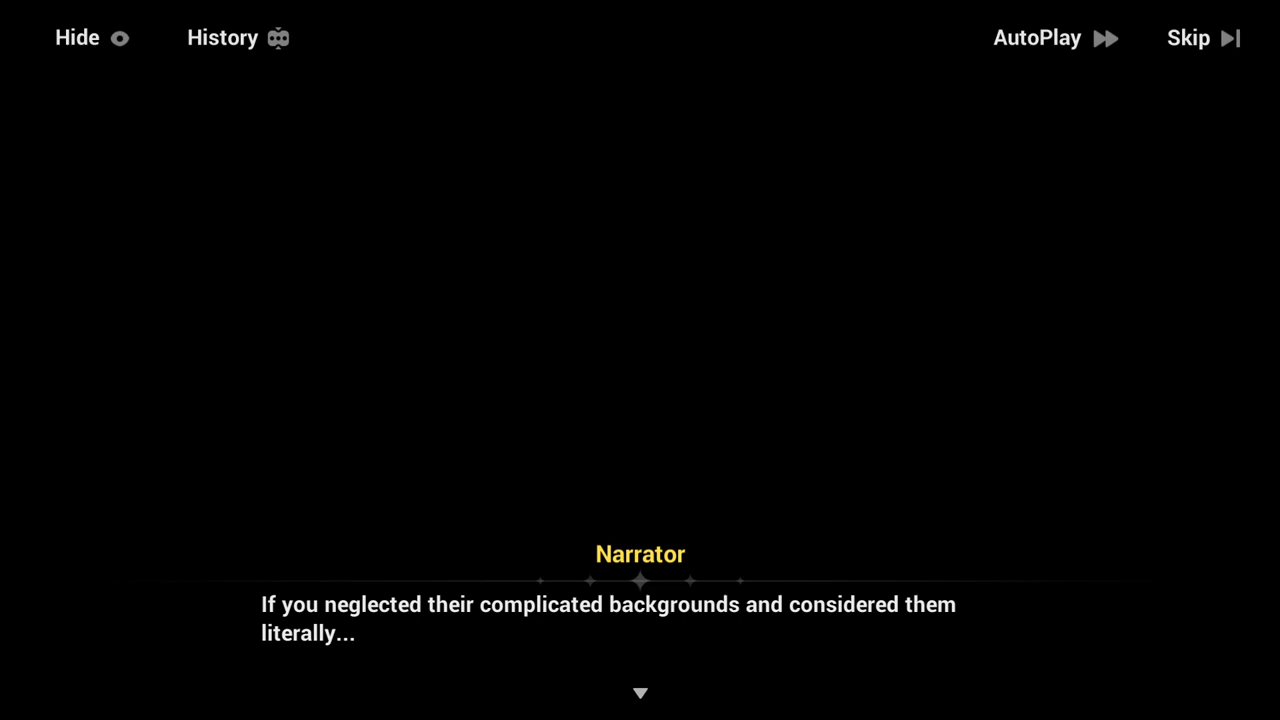 Hide
History
AutoPlay
Skip
Narrator
If you neglected their complicated backgrounds and considered them
literally...